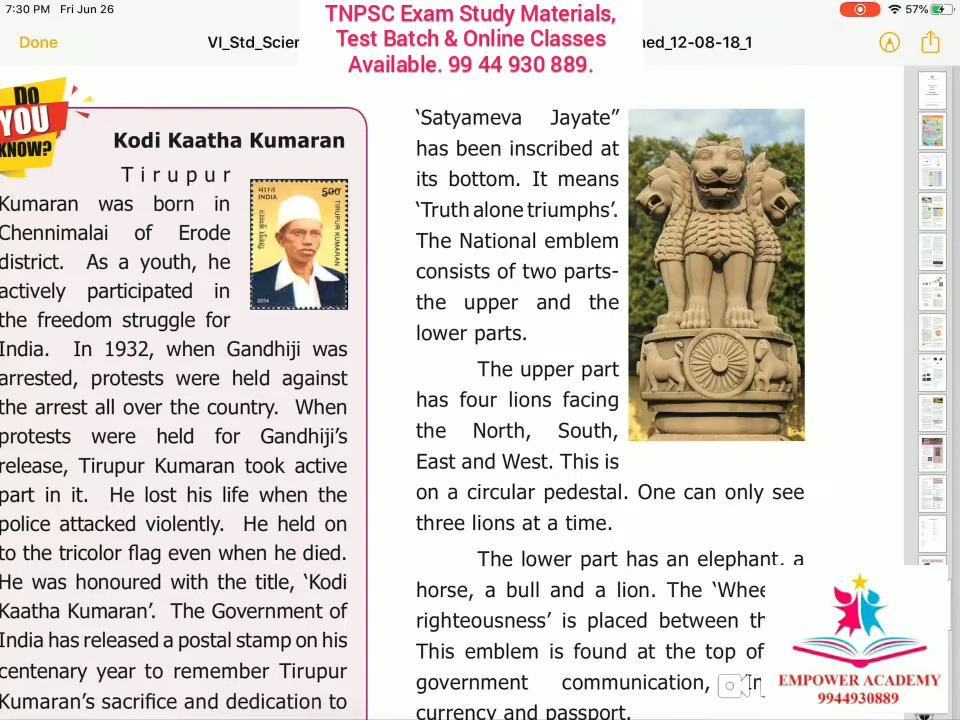 7:30 PM Fri Jun 26
57%
TNPSC Exam Study Materials,
Test Batch & Online Classes
Available. 99 44 930 889.
Done
VI_Std_Scien
ned_12-08-18_1
DO
YOU
KNOW?
Kodi Kaatha Kumaran
Tirupur
Kumaran was born in
Chennimalai of Erode
district. As a youth, he
actively participated in
the freedom struggle for
India. In 1932, when Gandhiji was
arrested, protests were held against
the arrest all over the country. When
protests were held for Gandhiji's
release, Tirupur Kumaran took active
part in it. He lost his life when the
police attacked violently. He held on
to the tricolor flag even when he died.
He was honoured with the title, 'Kodi
Kaatha Kumaran'. The Government of
India has released a postal stamp on his
centenary year to remember Tirupur
Kumaran's sacrifice and dedication to
भारत
INDIA
500
TIRUPUR KUMARAN
2004
'Satyameva Jayate"
has been inscribed at
its bottom. It means
'Truth alone triumphs'.
The National emblem
consists of two parts-
the upper and the
lower parts.
The upper part
has four lions facing
the North, South,
East and West. This is
on a circular pedestal. One can only see
three lions at a time.
The lower part has an elephant, a
horse, a bull and a lion. The 'Whee
righteousness' is placed between th
This emblem is found at the top of
government communication, In
currency and passport.
EMPOWER ACADEMY
9944930889